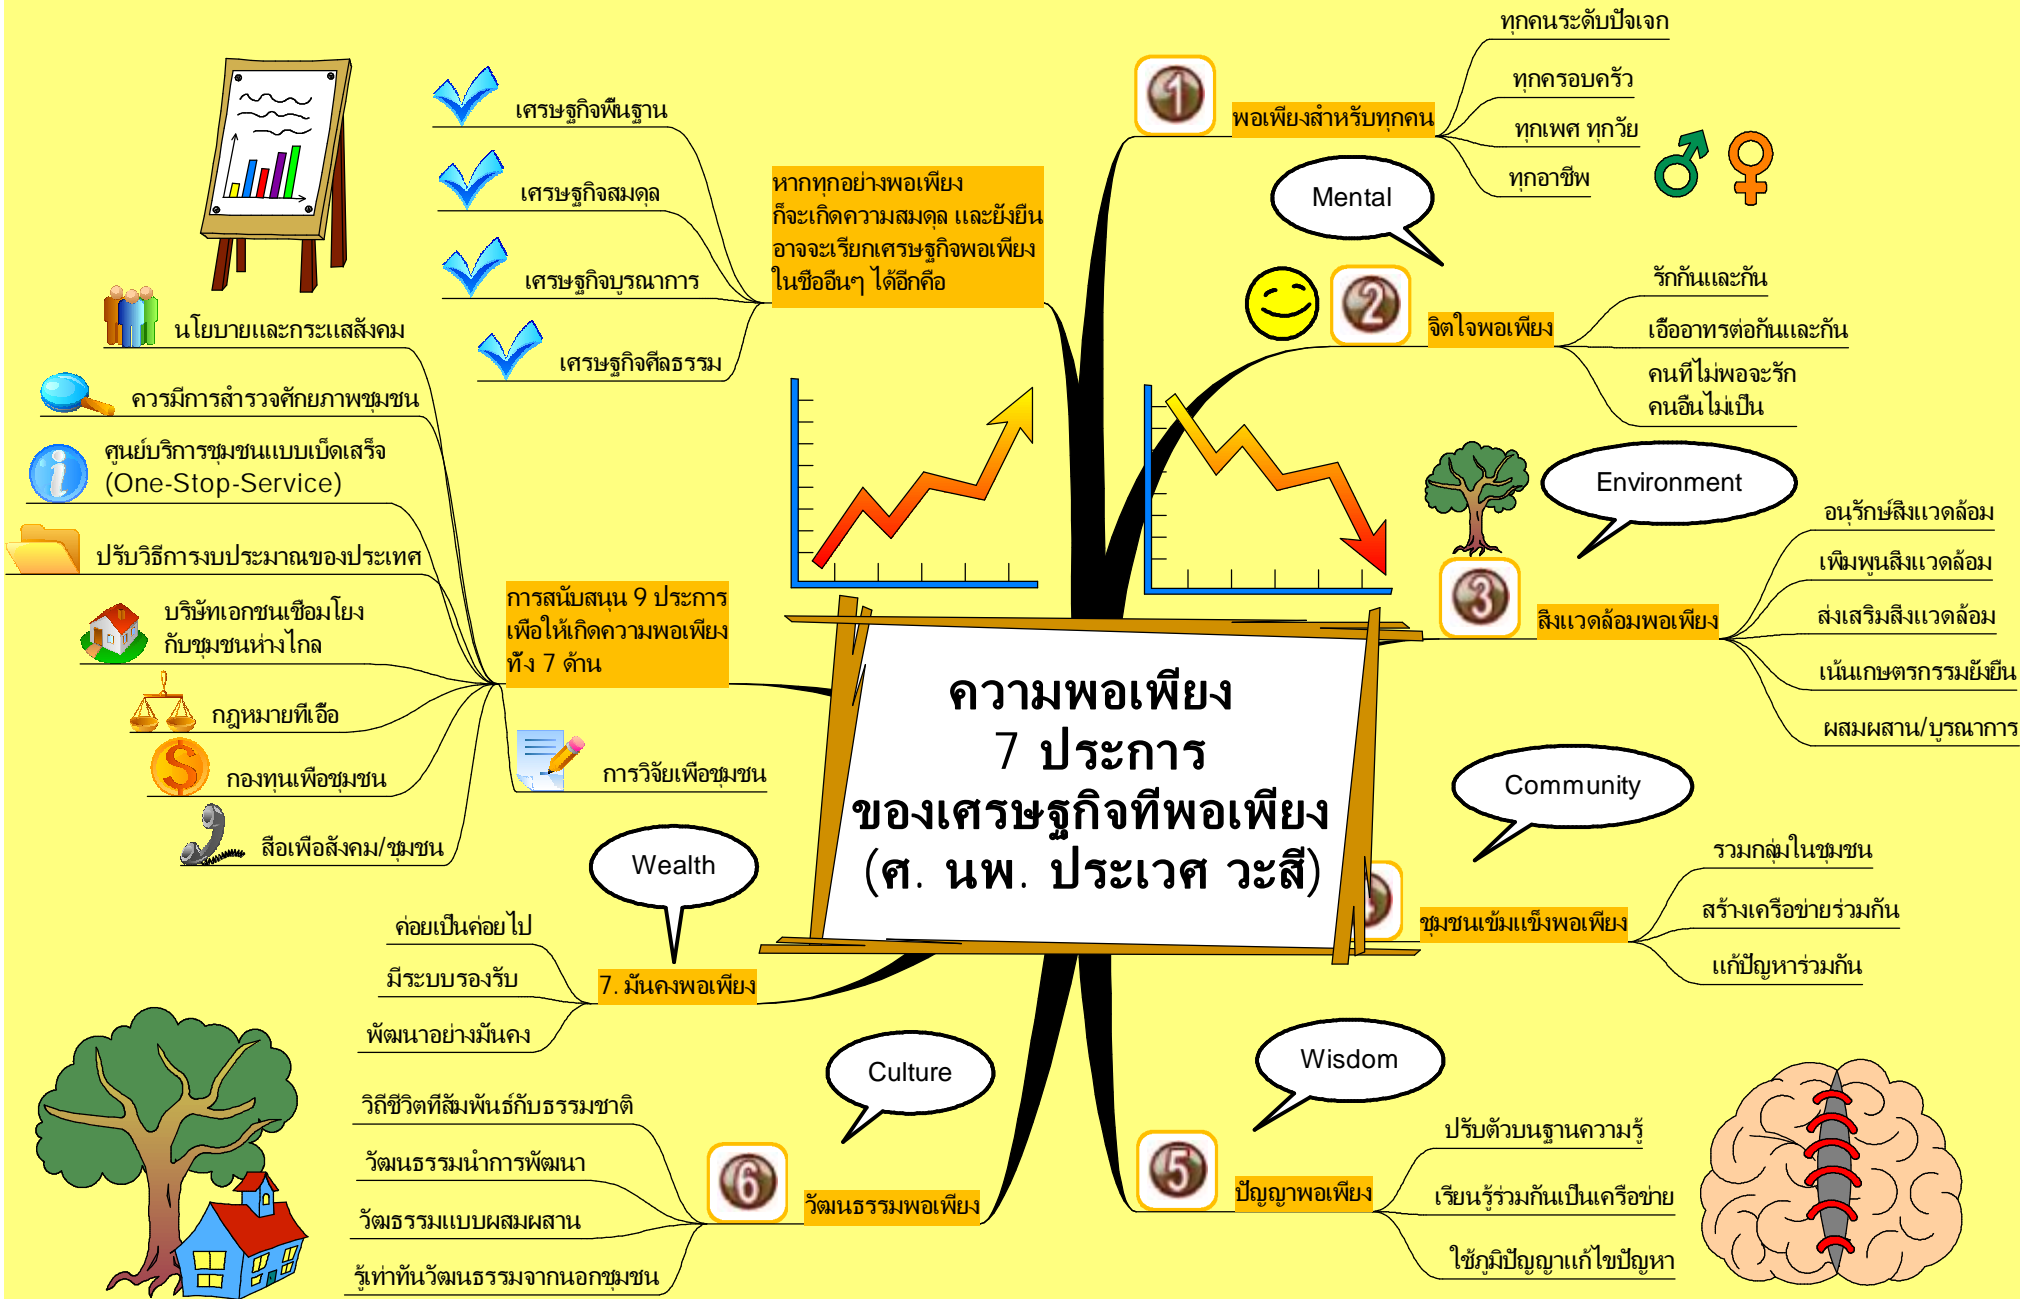 ความพอเพียง
7 ประการ
ของเศรษฐกิจที่พอเพียง
(ศ. นพ. ประเวศ วะสี)
1
พอเพียงสำหรับทุกคน
ทุกคนระดับปัจเจก
ทุกครอบครัว
ทุกเพศ ทุกวัย
ทุกอาชีพ
Mental
2
จิตใจพอเพียง
รักกันและกัน
เอื้ออาทรต่อกันและกัน
คนที่ไม่พอจะรัก
คนอื่นไม่เป็น
Environment
3
สิ่งแวดล้อมพอเพียง
อนุรักษ์สิ่งแวดล้อม
เพิ่มพูนสิ่งแวดล้อม
ส่งเสริมสิ่งแวดล้อม
เน้นเกษตรกรรมยั่งยืน
ผสมผสาน/บูรณาการ
Community
ชุมชนเข้มแข็งพอเพียง
รวมกลุ่มในชุมชน
สร้างเครือข่ายร่วมกัน
แก้ปัญหาร่วมกัน
Wisdom
5
ปัญญาพอเพียง
ปรับตัวบนฐานความรู้
เรียนรู้ร่วมกันเป็นเครือข่าย
ใช้ภูมิปัญญาแก้ไขปัญหา
Culture
6
วัฒนธรรมพอเพียง
วิถีชีวิตที่สัมพันธ์กับธรรมชาติ
วัฒนธรรมนำการพัฒนา
วัฒธรรมแบบผสมผสาน
รู้เท่าทันวัฒนธรรมจากนอกชุมชน
Wealth
7. มั่นคงพอเพียง
ค่อยเป็นค่อยไป
มีระบบรองรับ
พัฒนาอย่างมั่นคง
การสนับสนุน 9 ประการ
เพื่อให้เกิดความพอเพียง
ทั้ง 7 ด้าน
นโยบายและกระแสสังคม
ควรมีการสำรวจศักยภาพชุมชน
ศูนย์บริการชุมชนแบบเบ็ดเสร็จ
(One-Stop-Service)
ปรับวิธีการงบประมาณของประเทศ
บริษัทเอกชนเชื่อมโยง
กับชุมชนห่างไกล
กฎหมายที่เอื้อ
กองทุนเพื่อชุมชน
สื่อเพื่อสังคม/ชุมชน
การวิจัยเพื่อชุมชน
หากทุกอย่างพอเพียง
ก็จะเกิดความสมดุล และยั่งยืน
อาจจะเรียกเศรษฐกิจพอเพียง
ในชื่ออื่นๆ ได้อีกคือ
เศรษฐกิจพื้นฐาน
เศรษฐกิจสมดุล
เศรษฐกิจบูรณาการ
เศรษฐกิจศีลธรรม